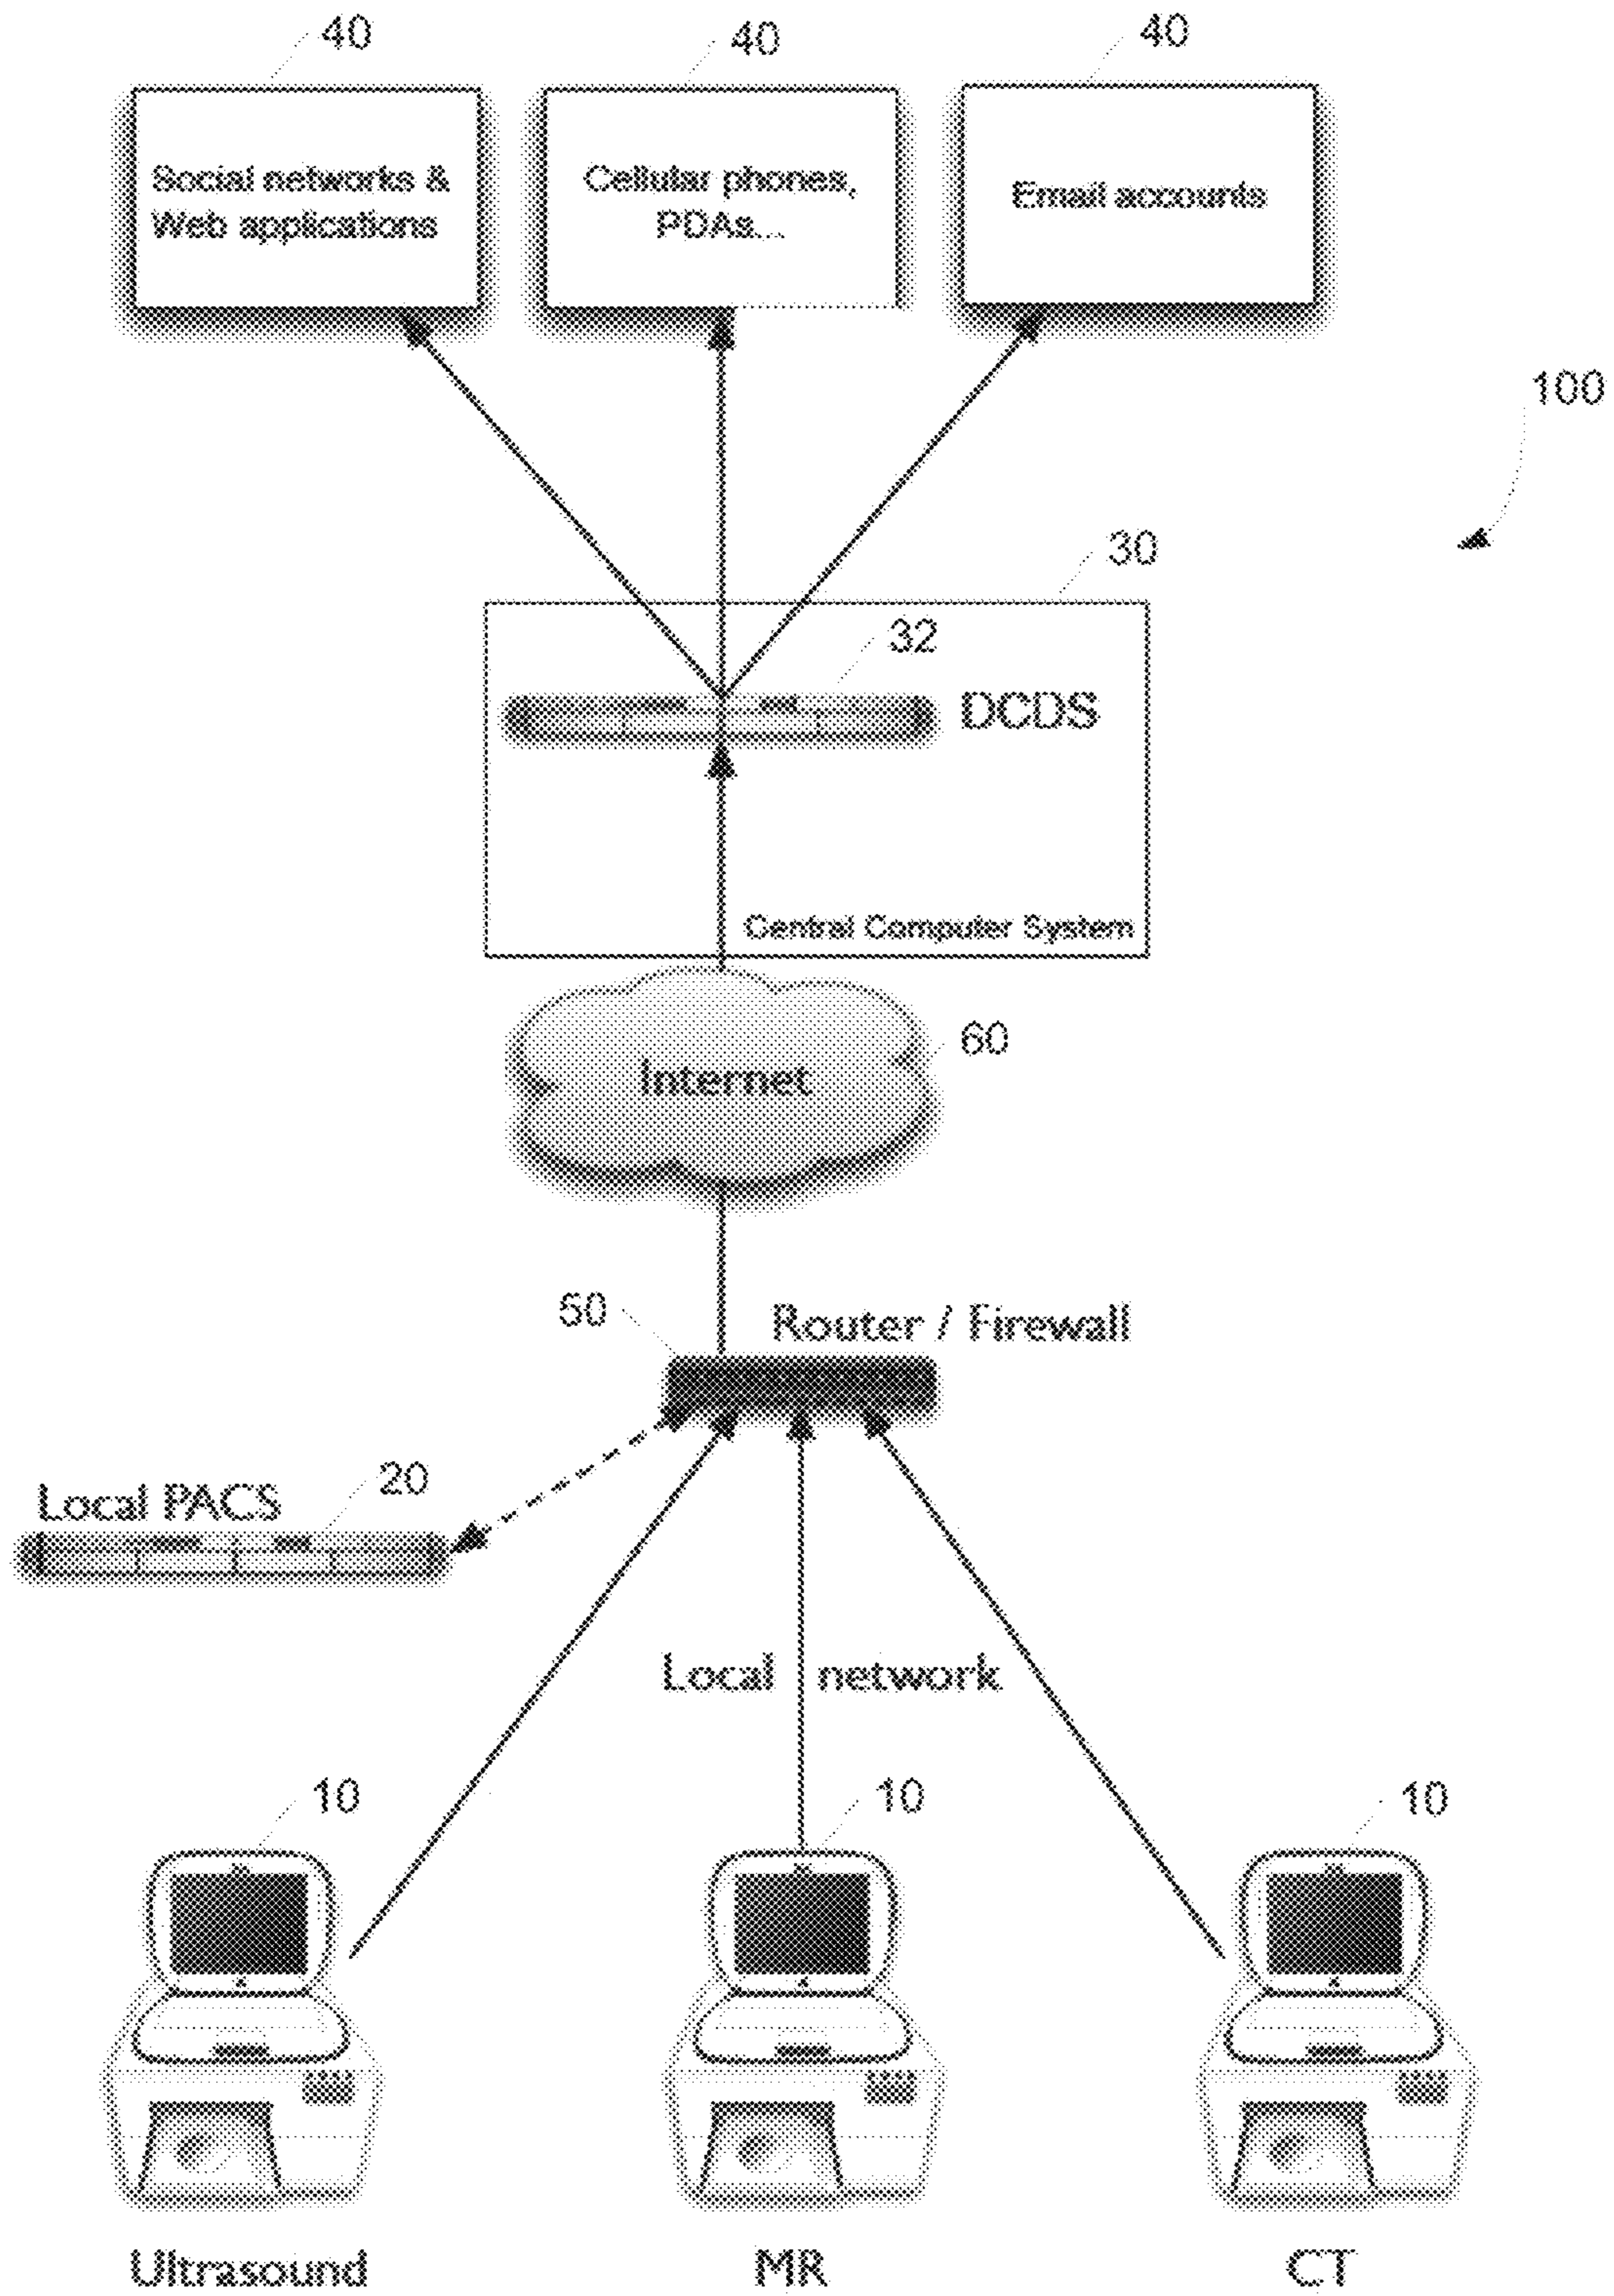 40
40
40
Social networks &
Web applications
Cellular phones,
PDAs...
Email accounts
100
30
32
DCDS
Central Computer System
60
Internet
50
Router / Firewall
Local PACS
20
Local network
10
10
10
Ultrasound
MR
CT